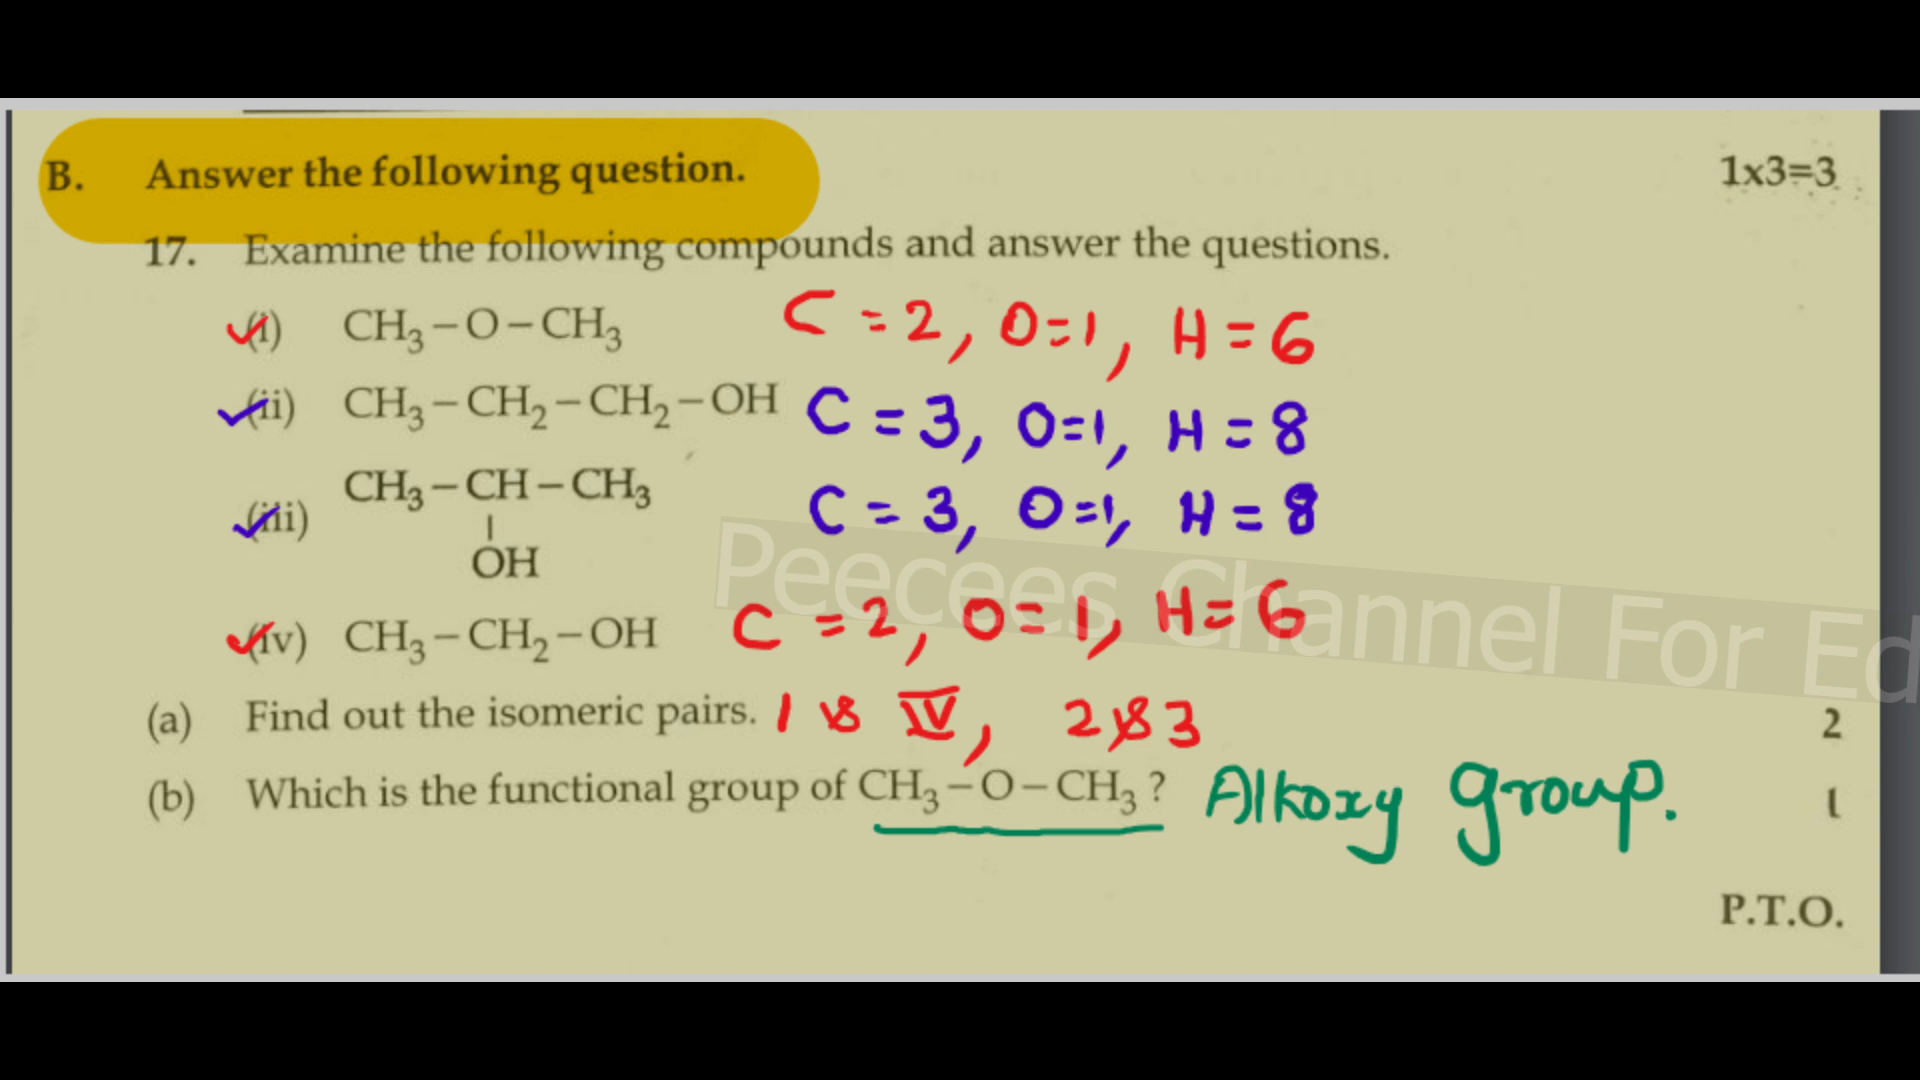 B. Answer the following question. 1x3=3
17. Examine the following compounds and answer the questions.
(i) CH₃ – O – CH₃ C = 2, O=1, H = 6
(ii) CH₃ – CH₂ – CH₂ – OH C = 3, O=1, H = 8
(iii) CH₃ – CH – CH₃ C = 3, O=1, H = 8
|
OH
Peecees Channel For Ed
(iv) CH₃ – CH₂ – OH C = 2, O = 1, H = 6
(a) Find out the isomeric pairs. 1 & IV, 2 & 3 2
(b) Which is the functional group of CH₃ – O – CH₃ ? Alkoxy group. 1
P.T.O.